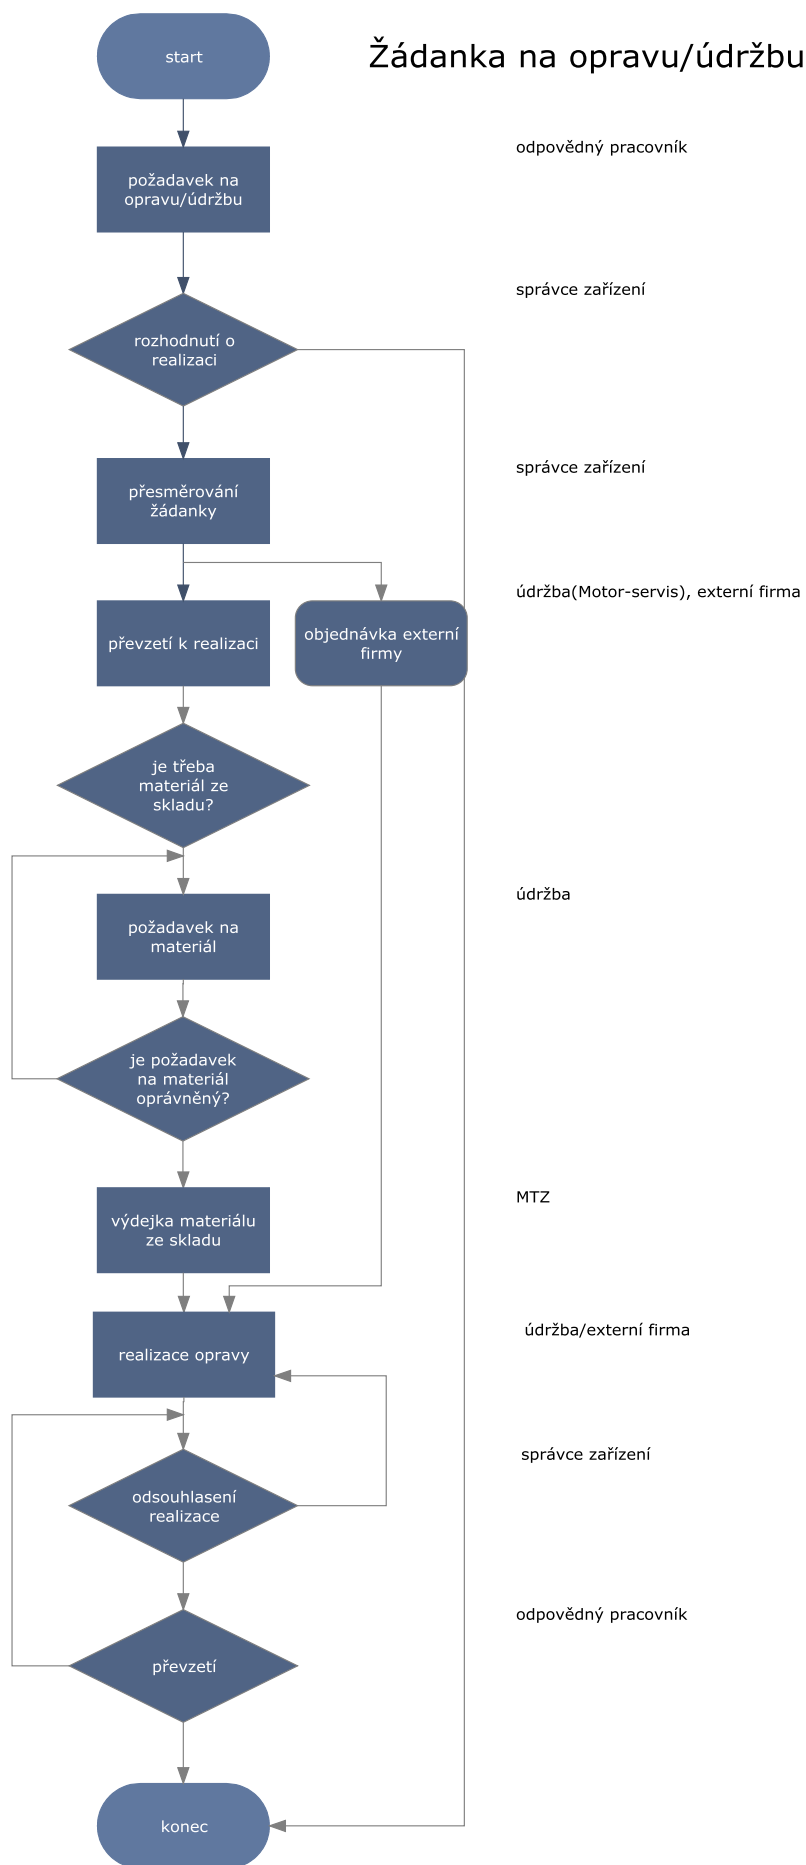 start
Žádanka na opravu/údržbu
odpovědný pracovník
požadavek na
opravu/údržbu
správce zařízení
rozhodnutí o
realizaci
správce zařízení
přesměrování
žádanky
údržba(Motor-servis), externí firma
převzetí k realizaci
objednávka externí
firmy
je třeba
materiál ze
skladu?
údržba
požadavek na
materiál
je požadavek
na materiál
oprávněný?
MTZ
výdejka materiálu
ze skladu
údržba/externí firma
realizace opravy
správce zařízení
odsouhlasení
realizace
odpovědný pracovník
převzetí
konec